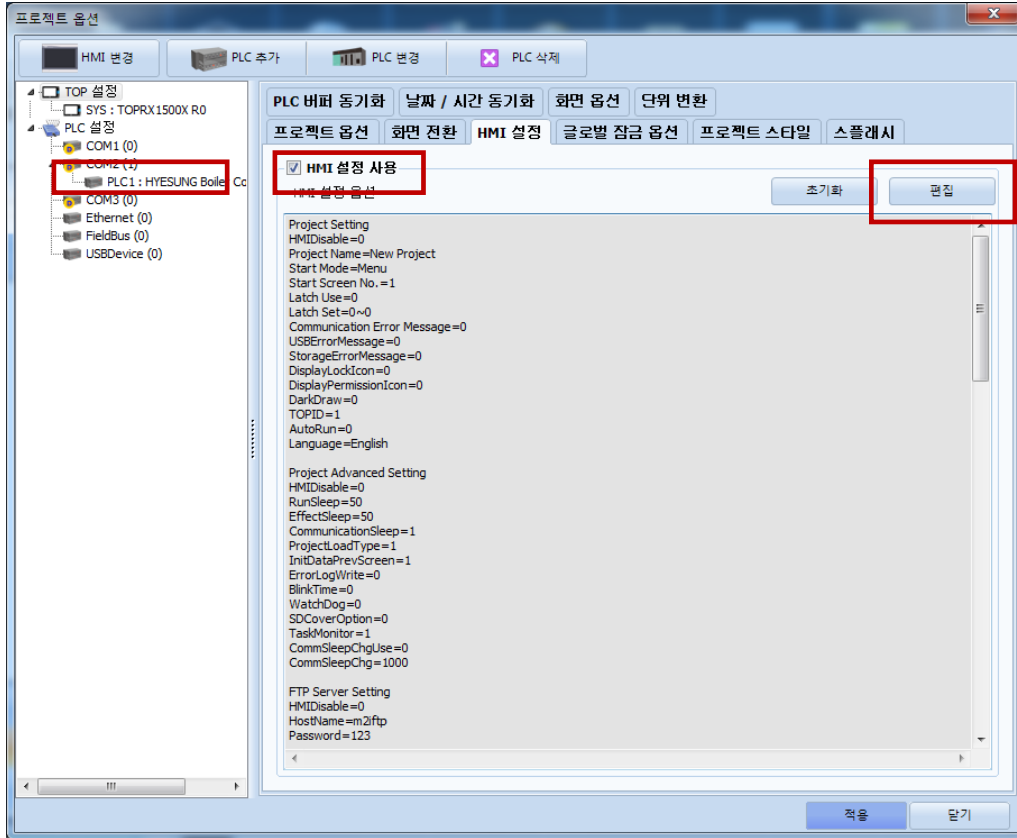 프로젝트 옵션
HMI 변경
PLC 추가
PLC 변경
PLC 삭제
TOP 설정
SYS : TOPRX1500X R0
PLC 설정
COM1 (0)
COM2 (1)
PLC1 : HYESUNG Boiler Co
COM3 (0)
Ethernet (0)
FieldBus (0)
USBDevice (0)
PLC 버퍼 동기화
날짜 / 시간 동기화
화면 옵션
단위 변환
프로젝트 옵션
화면 전환
HMI 설정
글로벌 잠금 옵션
프로젝트 스타일
스플래시
HMI 설정 사용
HMI 설정 옵션
초기화
편집
Project Setting
HMIDisable=0
Project Name=New Project
Start Mode=Menu
Start Screen No.=1
Latch Use=0
Latch Set=0~0
Communication Error Message=0
USBErrorMessage=0
StorageErrorMessage=0
DisplayLockIcon=0
DisplayPermissionIcon=0
DarkDraw=0
TOPID=1
AutoRun=0
Language=English
Project Advanced Setting
HMIDisable=0
RunSleep=50
EffectSleep=50
CommunicationSleep=1
ProjectLoadType=1
InitDataPrevScreen=1
ErrorLogWrite=0
BlinkTime=0
WatchDog=0
SDCoverOption=0
TaskMonitor=1
CommSleepChgUse=0
CommSleepChg=1000
FTP Server Setting
HMIDisable=0
HostName=m2iftp
Password=123
적용
닫기